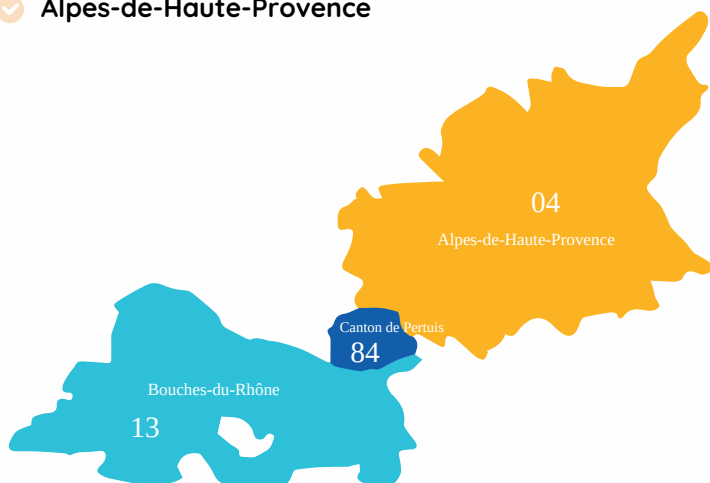 Alpes-de-Haute-Provence
04
Alpes-de-Haute-Provence
Canton de Pertuis
84
Bouches-du-Rhône
13